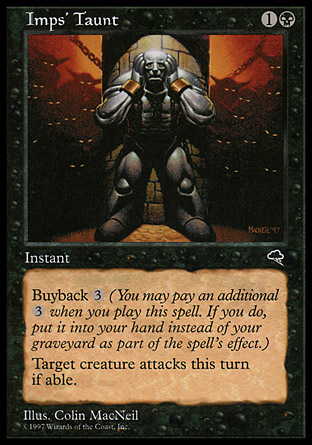 Imps' Taunt 1
MACNEIL '97
Instant
Buyback 3 (You may pay an additional
3 when you play this spell. If you do,
put it into your hand instead of your
graveyard as part of the spell's effect.)
Target creature attacks this turn
if able.
Illus. Colin MacNeil
©1997 Wizards of the Coast, Inc.